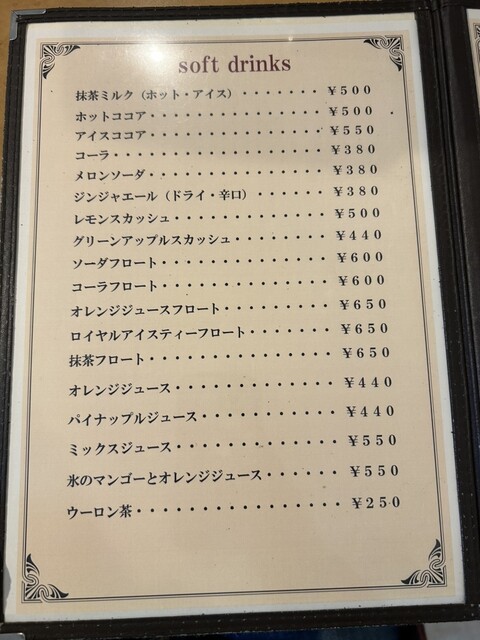 soft drinks
抹茶ミルク（ホット・アイス）・・・・・・・￥500
ホットココア・・・・・・・・・・・・・・・￥500
アイスココア・・・・・・・・・・・・・・・￥550
コーラ・・・・・・・・・・・・・・・・・・￥380
メロンソーダ・・・・・・・・・・・・・・・￥380
ジンジャエール（ドライ・辛口）・・・・・・￥380
レモンスカッシュ・・・・・・・・・・・・・￥500
グリーンアップルスカッシュ・・・・・・・・￥440
ソーダフロート・・・・・・・・・・・・・・￥600
コーラフロート・・・・・・・・・・・・・・￥600
オレンジジュースフロート・・・・・・・・・￥650
ロイヤルアイスティーフロート・・・・・・・￥650
抹茶フロート・・・・・・・・・・・・・・・￥650
オレンジジュース・・・・・・・・・・・・・￥440
パイナップルジュース・・・・・・・・・・・￥440
ミックスジュース・・・・・・・・・・・・・￥550
氷のマンゴーとオレンジジュース・・・・・・￥550
ウーロン茶・・・・・・・・・・・・・・・・￥250